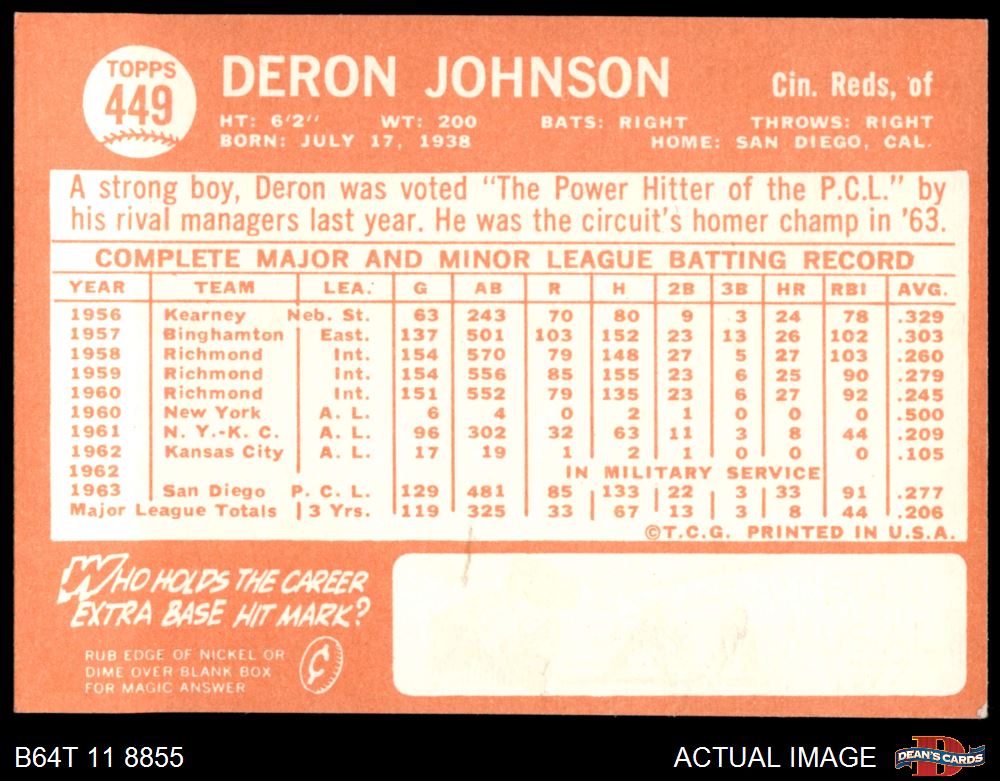 TOPPS
449
DERON JOHNSON
Cin. Reds, of
HT: 6'2" WT: 200 BATS: RIGHT THROWS: RIGHT
BORN: JULY 17, 1938 HOME: SAN DIEGO, CAL.
A strong boy, Deron was voted "The Power Hitter of the P.C.L." by
his rival managers last year. He was the circuit's homer champ in '63.
COMPLETE MAJOR AND MINOR LEAGUE BATTING RECORD
YEAR TEAM LEA. G AB R H 2B 3B HR RBI AVG.
1956 Kearney Neb. St. 63 243 70 80 9 3 24 78 .329
1957 Binghamton East. 137 501 103 152 23 13 26 102 .303
1958 Richmond Int. 154 570 79 148 27 5 27 103 .260
1959 Richmond Int. 154 556 85 155 23 6 25 90 .279
1960 Richmond Int. 151 552 79 135 23 6 27 92 .245
1960 New York A. L. 6 4 0 2 1 0 0 0 .500
1961 N. Y.-K. C. A. L. 96 302 32 63 11 3 8 44 .209
1962 Kansas City A. L. 17 19 1 2 1 0 0 0 .105
1962 IN MILITARY SERVICE
1963 San Diego P. C. L. 129 481 85 133 22 3 33 91 .277
Major League Totals 3 Yrs. 119 325 33 67 13 3 8 44 .206
©T.C.G. PRINTED IN U.S.A.
WHO HOLDS THE CAREER
EXTRA BASE HIT MARK?
RUB EDGE OF NICKEL OR
DIME OVER BLANK BOX
FOR MAGIC ANSWER
¢
B64T 11 8855
ACTUAL IMAGE
DEAN'S CARDS